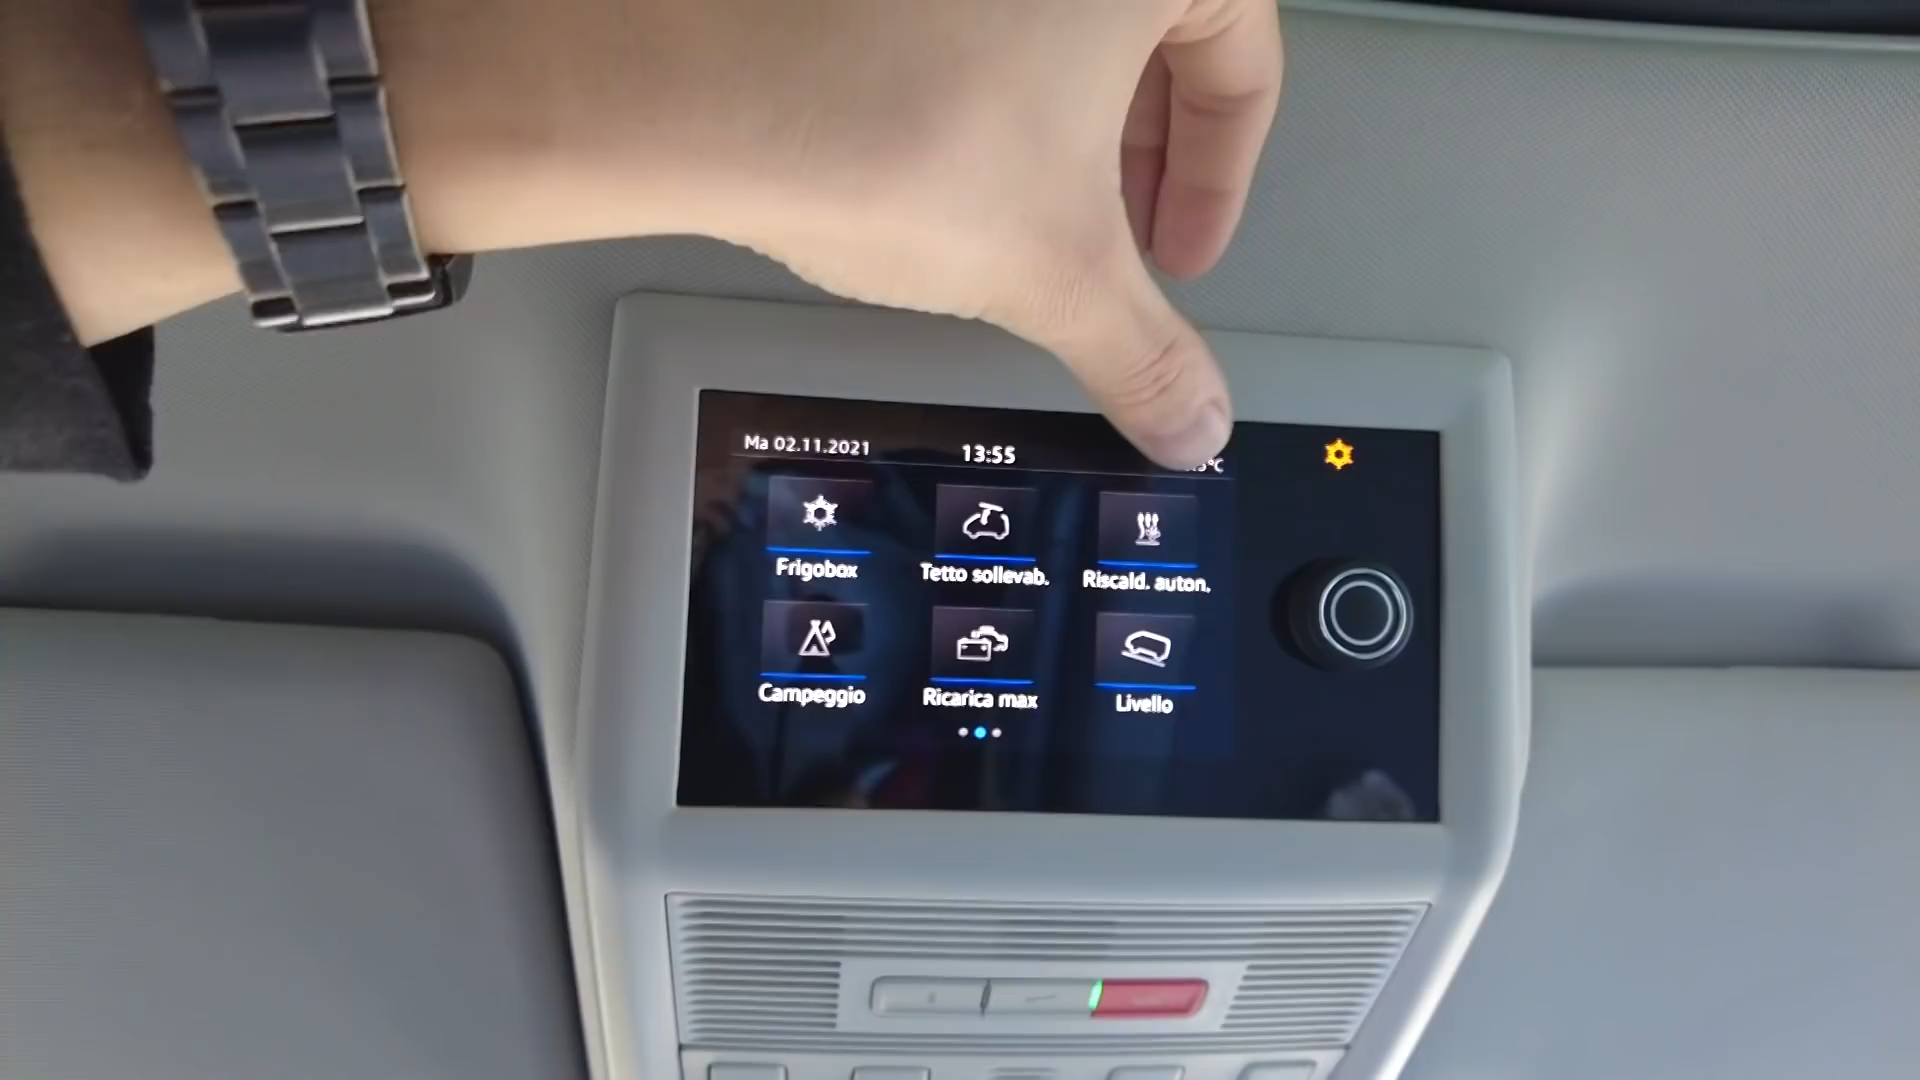 Ma 02.11.2021
13:55
Frigobox
Tetto sollevab.
Riscald. auton.
Campeggio
Ricarica max
Livello